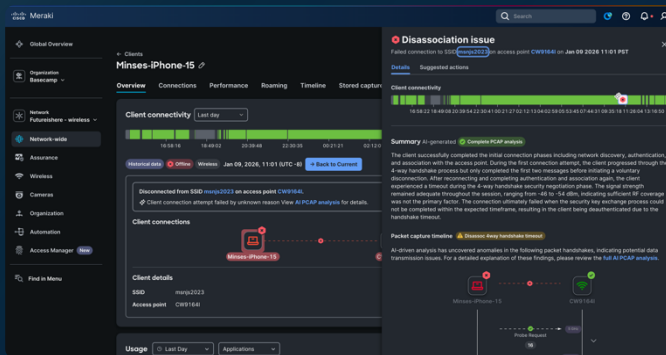 cisco Meraki
Search
Global Overview
Organization
Basecamp
Network
Futureishere - wireless
Network-wide
Assurance
Wireless
Cameras
Organization
Automation
Access Manager New
Find in Menu
← Clients
Minses-iPhone-15
Overview Connections Performance Roaming Timeline Stored captur
Client connectivity Last day
16:58:16 18:49:02 20:39:48 22:30:35 00:21:21 02:12:0
Historical data Offline Wireless Jan 09, 2026, 11:01 (UTC -8) Back to Current
Disconnected from SSID msnjs2023 on access point CW9164I.
Client connection attempt failed by unknown reason View AI PCAP analysis for details.
Client connections
Minses-iPhone-15
Client details
SSID msnjs2023
Access point CW9164I
Usage Last Day Applications
Disassociation issue
Failed connection to SSID msnjs2023 on access point CW9164I on Jan 09 2026 11:01 PST
Details Suggested actions
Client connectivity
Summary AI-generated Complete PCAP analysis
The client successfully completed the initial connection phases including network discovery, authentication,
and association with the access point. During the first connection attempt, the client progressed through the
4-way handshake process but only completed the first two messages before initiating a voluntary
disconnection. After reconnecting and completing authentication and association again, the client
experienced a timeout during the 4-way handshake security negotiation phase. The signal strength
remained adequate throughout the session, ranging from -46 to -54 dBm, indicating sufficient RF coverage
was not the primary factor. The connection ultimately failed when the security key exchange process could
not be completed within the expected timeframe, resulting in the client being deauthenticated due to the
handshake timeout.
Packet capture timeline Disassoc 4way handshake timeout
AI-driven analysis has uncovered anomalies in the following packet handshakes, indicating potential data
transmission issues. For a detailed explanation of these findings, please review the full AI PCAP analysis.
Minses-iPhone-15 CW9164I
Probe Request
16